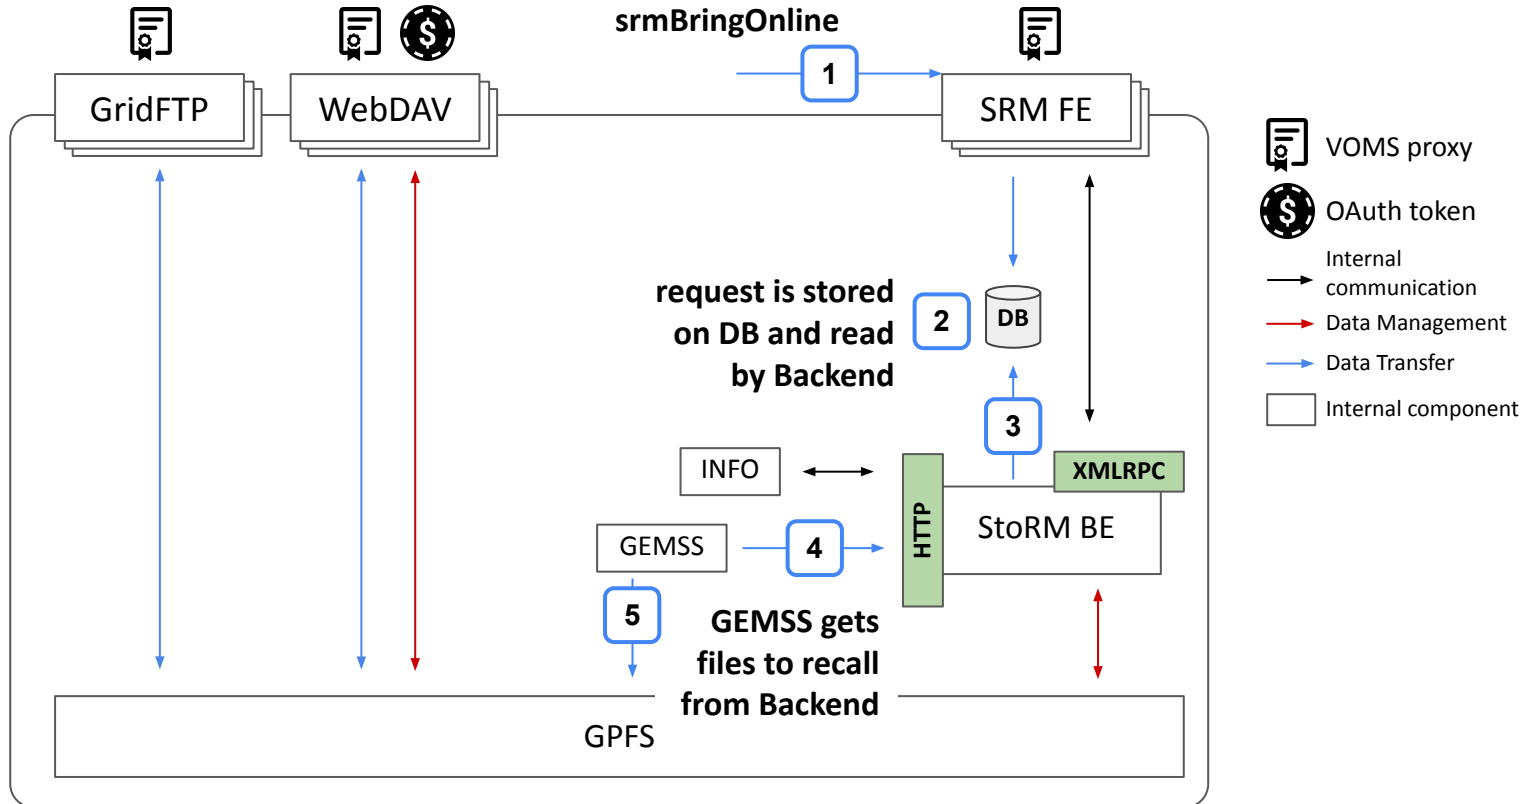 srmBringOnline
1
GridFTP
WebDAV
SRM FE
VOMS proxy
OAuth token
Internal
communication
Data Management
Data Transfer
Internal component
request is stored
on DB and read
by Backend
2
DB
3
INFO
XMLRPC
HTTP
StoRM BE
GEMSS
4
5
GEMSS gets
files to recall
from Backend
GPFS